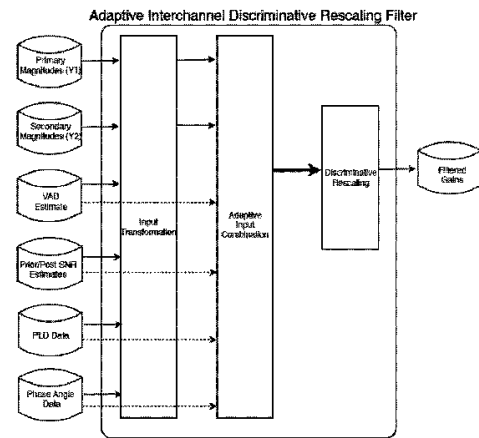 Adaptive Interchannel Discriminative Rescaling Filter
Primary
Magnitudes (Y1)
Secondary
Magnitudes (Y2)
VAD
Estimate
Prior/Post SNR
Estimates
PLD Data
Phase Angle
Data
Input
Transformation
Adaptive
Input
Combination
Discriminative
Rescaling
Filtered
Gains